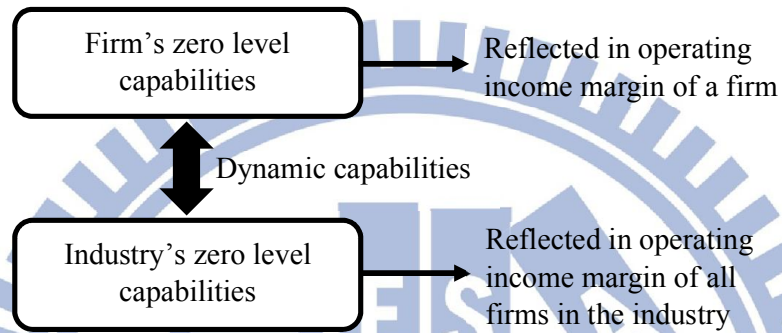 Firm's zero level
capabilities
Reflected in operating
income margin of a firm
Dynamic capabilities
Industry's zero level
capabilities
Reflected in operating
income margin of all
firms in the industry